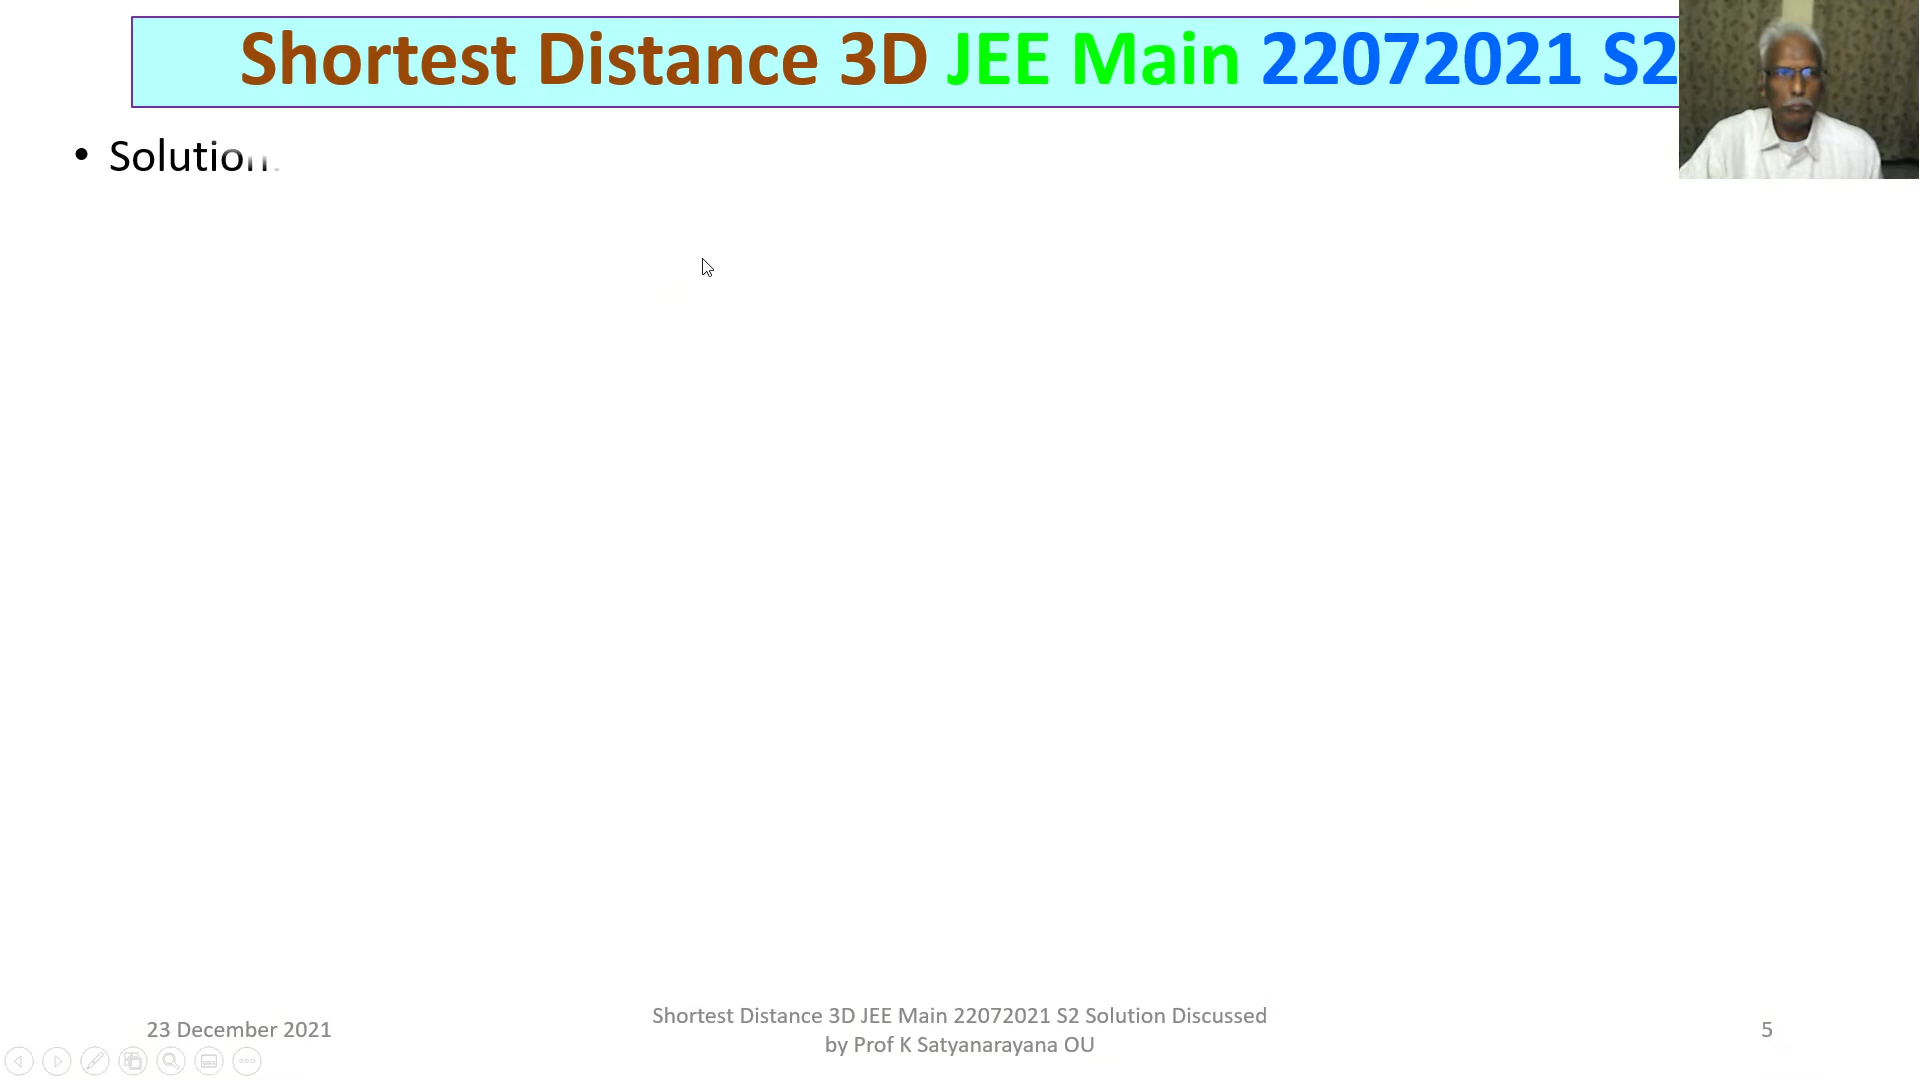 Shortest Distance 3D JEE Main 22072021 S2
• Solution.
23 December 2021
Shortest Distance 3D JEE Main 22072021 S2 Solution Discussed
by Prof K Satyanarayana OU
5